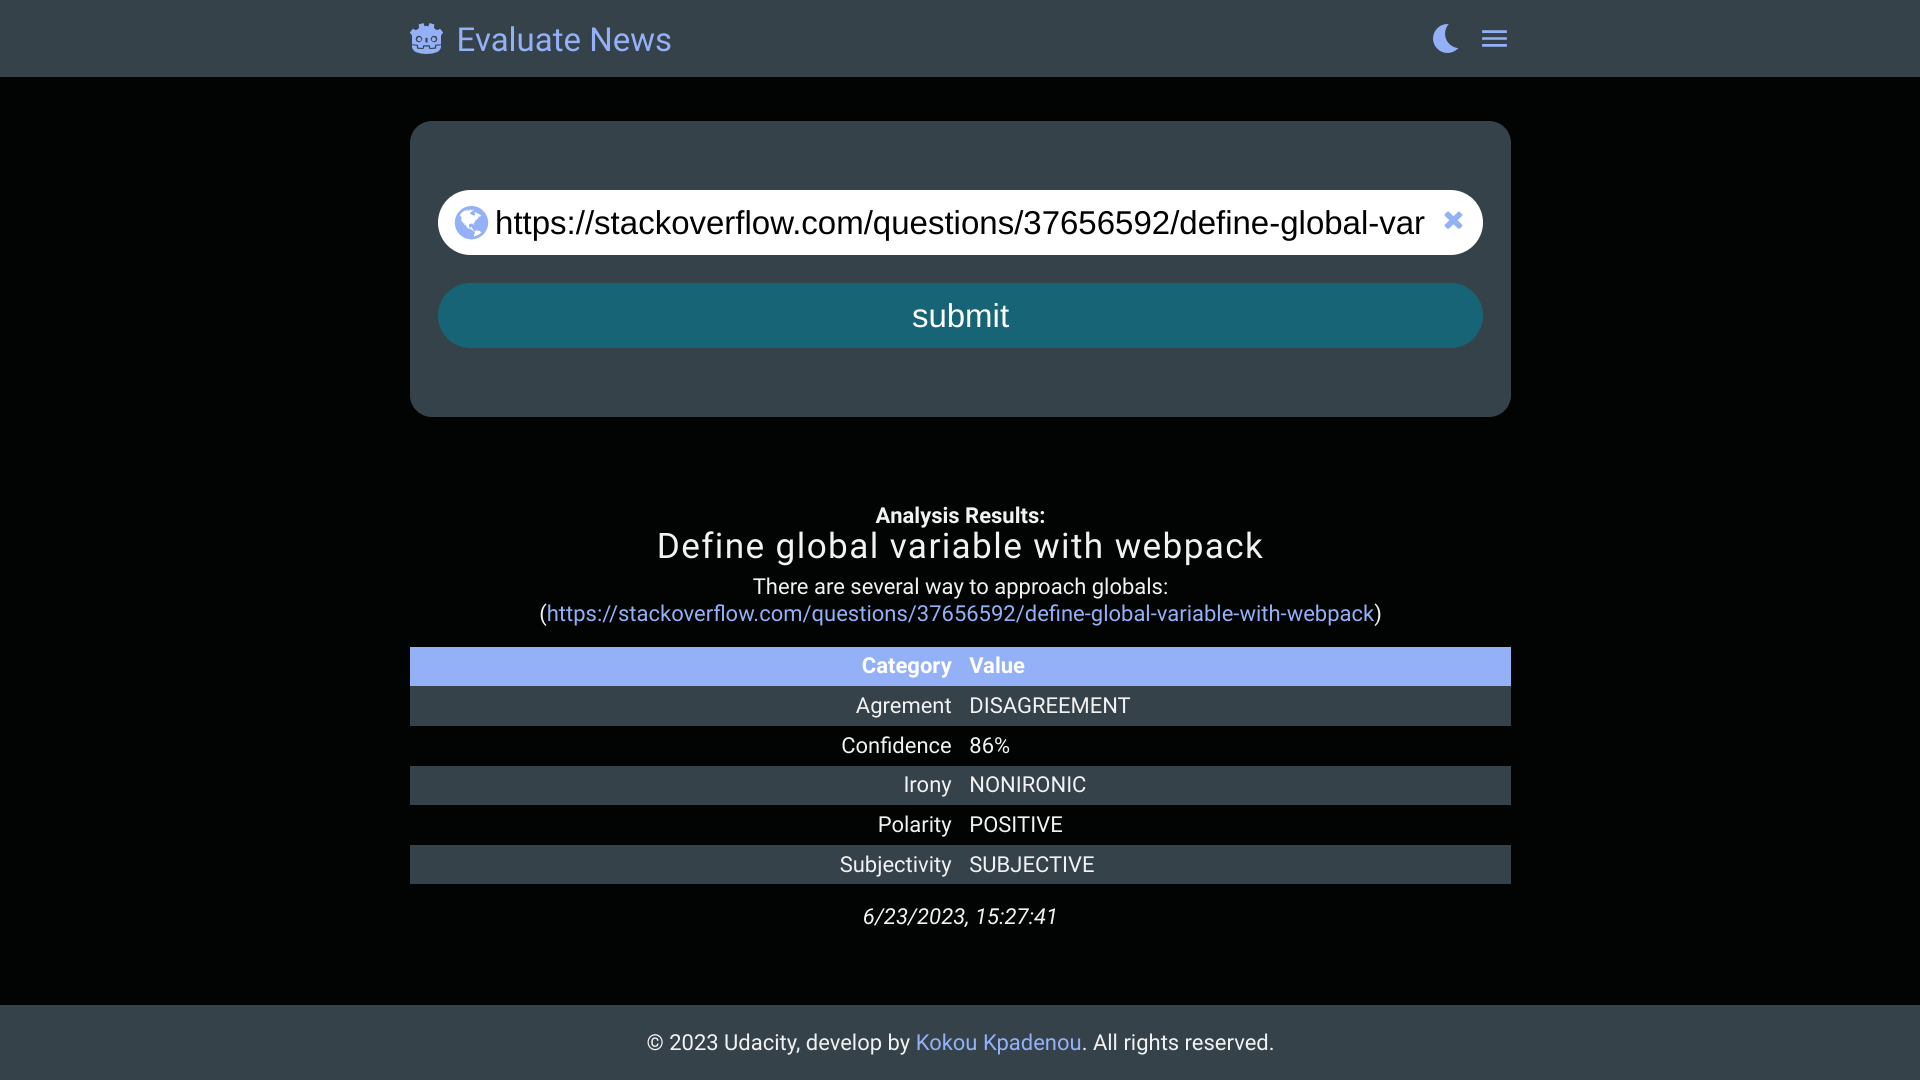 Evaluate News
https://stackoverflow.com/questions/37656592/define-global-var
submit
Analysis Results:
Define global variable with webpack
There are several way to approach globals:
(https://stackoverflow.com/questions/37656592/define-global-variable-with-webpack)
Category Value
Agrement DISAGREEMENT
Confidence 86%
Irony NONIRONIC
Polarity POSITIVE
Subjectivity SUBJECTIVE
6/23/2023, 15:27:41
© 2023 Udacity, develop by Kokou Kpadenou. All rights reserved.